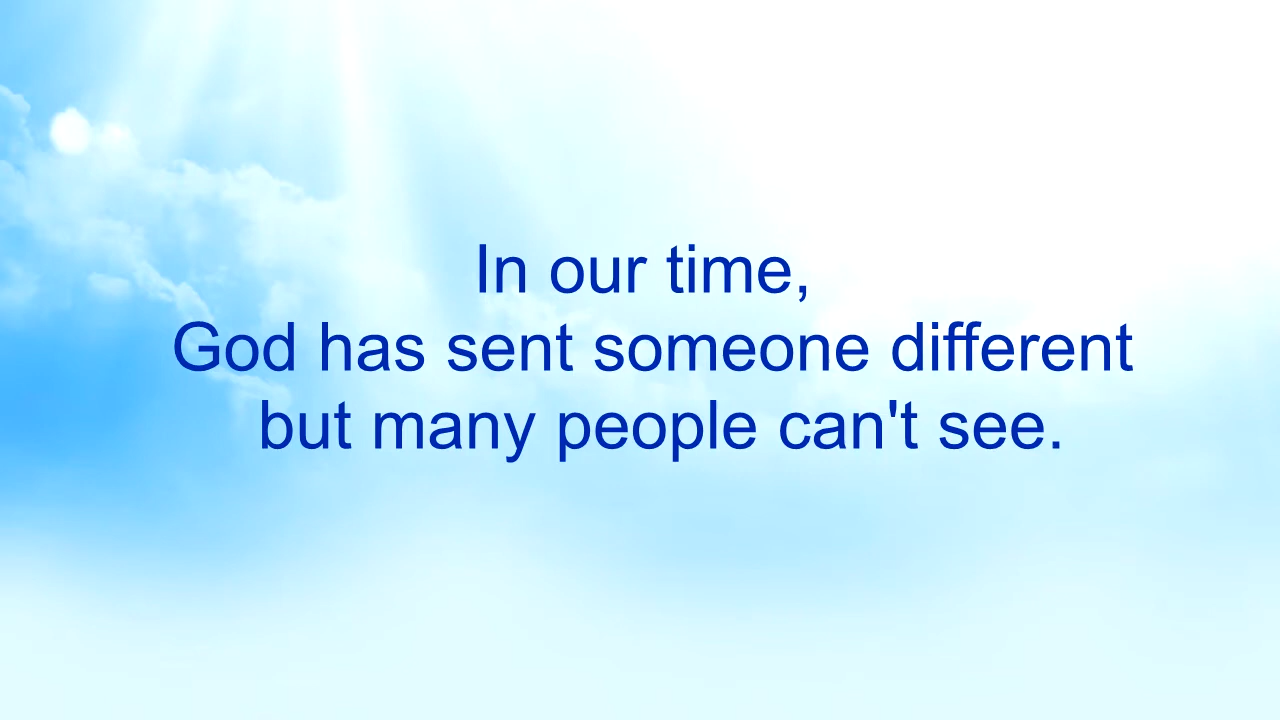 In our time,
God has sent someone different
but many people can't see.